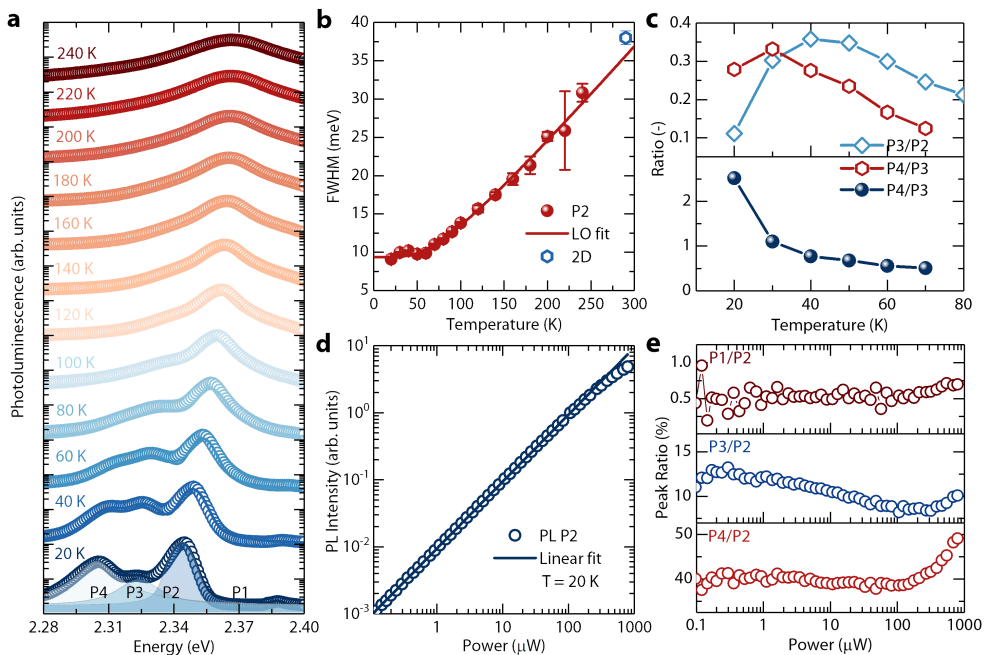 a
240 K
220 K
200 K
180 K
160 K
140 K
120 K
100 K
80 K
60 K
40 K
20 K
P4 P3 P2 P1
2.28 2.31 2.34 2.37 2.40
Energy (eV)
Photoluminescence (arb. units)
b
40
35
30
25
20
15
10
5
FWHM (meV)
P2
LO fit
2D
0 50 100 150 200 250 300
Temperature (K)
c
0.4
0.3
0.2
0.1
Ratio (-)
P3/P2
P4/P3
P4/P3
2
1
0
20 40 60 80
Temperature (K)
d
10¹
10⁰
10⁻¹
10⁻²
10⁻³
PL Intensity (arb. units)
PL P2
Linear fit
T = 20 K
1 10 100 1000
Power (μW)
e
P1/P2
1.0
0.5
P3/P2
15
10
Peak Ratio (%)
P4/P2
50
40
0.1 1 10 100 1000
Power (μW)